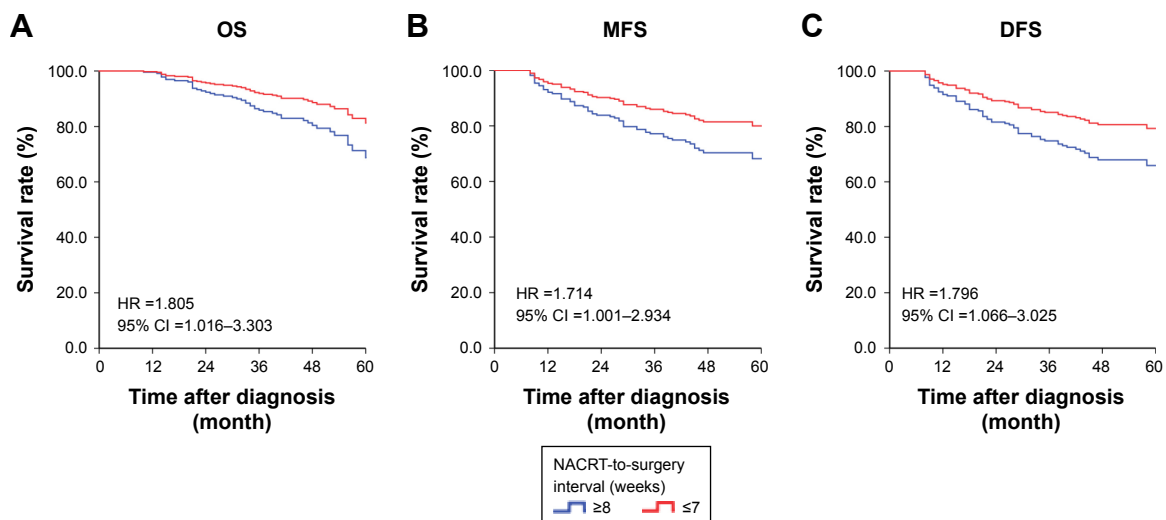 A
OS
Survival rate (%)
100.0
80.0
60.0
40.0
20.0
0.0
HR =1.805
95% CI =1.016–3.303
0 12 24 36 48 60
Time after diagnosis
(month)
B
MFS
Survival rate (%)
100.0
80.0
60.0
40.0
20.0
0.0
HR =1.714
95% CI =1.001–2.934
0 12 24 36 48 60
Time after diagnosis
(month)
C
DFS
Survival rate (%)
100.0
80.0
60.0
40.0
20.0
0.0
HR =1.796
95% CI =1.066–3.025
0 12 24 36 48 60
Time after diagnosis
(month)
NACRT-to-surgery
interval (weeks)
≥8 ≤7